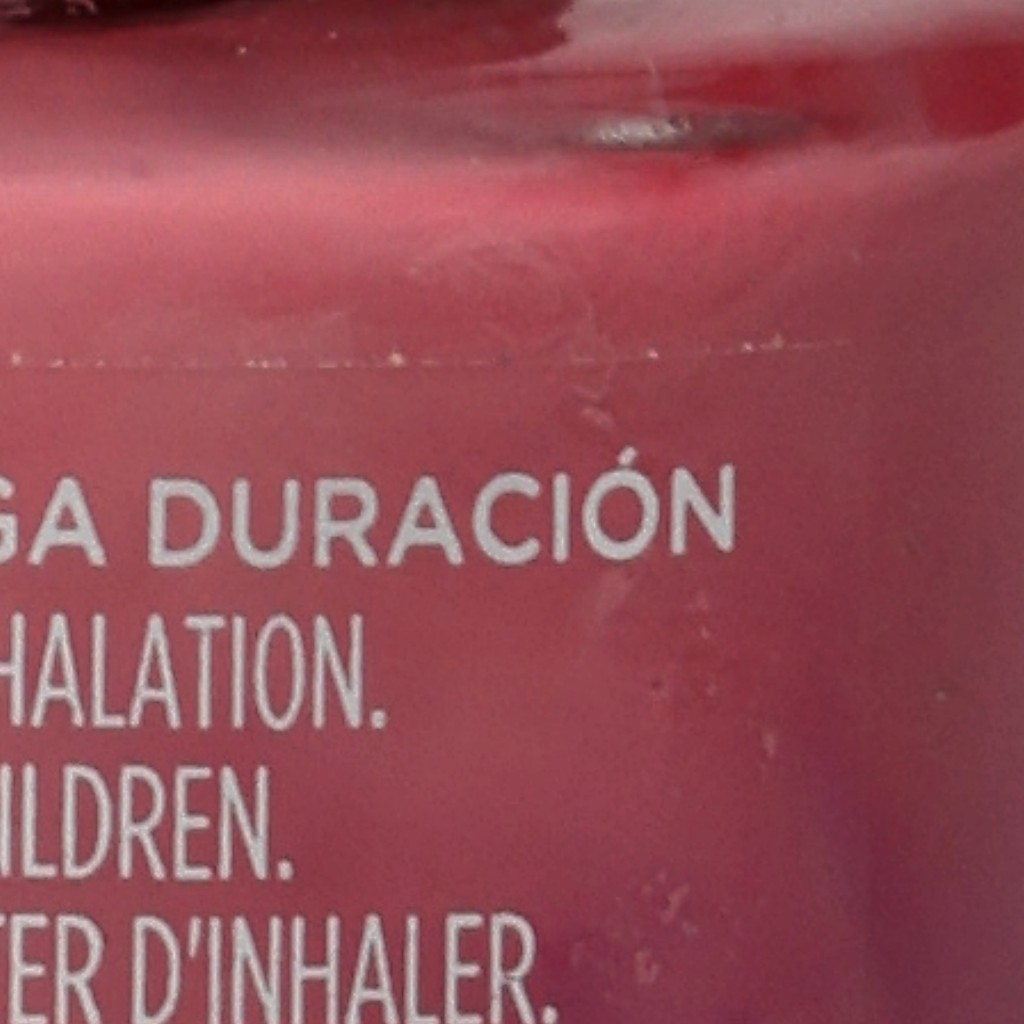 GA DURACIÓN
HALATION.
ILDREN.
TER D'INHALER.